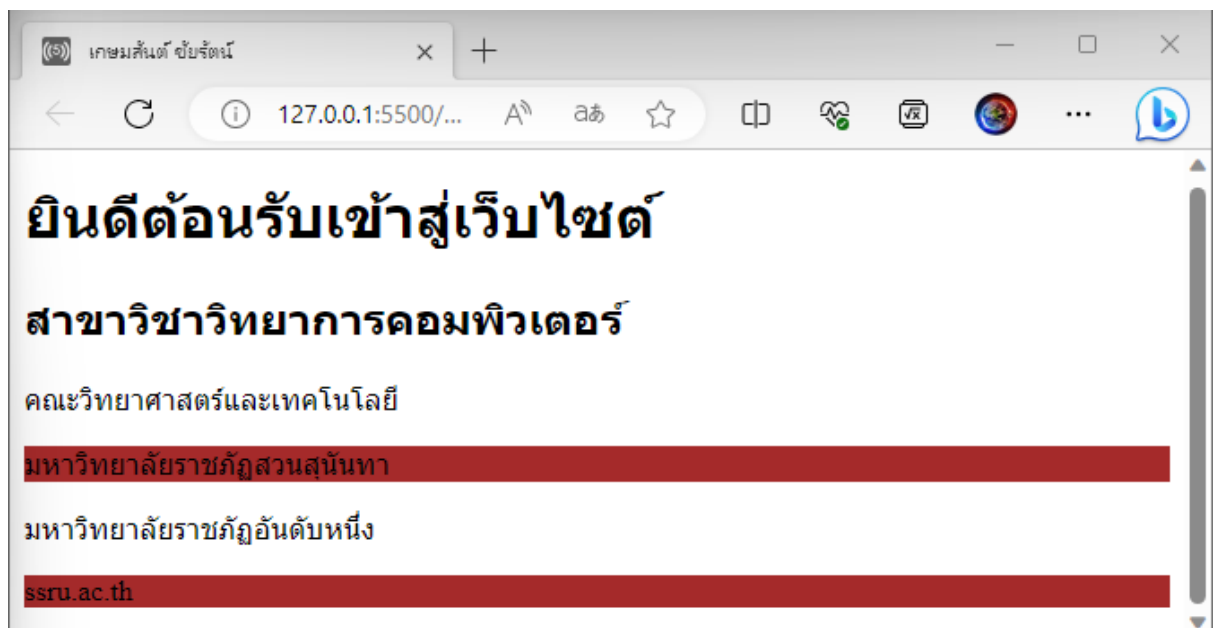 เกษมสันต์ ชัยรัตน์
127.0.0.1:5500/...
ยินดีต้อนรับเข้าสู่เว็บไซต์
สาขาวิชาวิทยาการคอมพิวเตอร์
คณะวิทยาศาสตร์และเทคโนโลยี
มหาวิทยาลัยราชภัฏสวนสุนันทา
มหาวิทยาลัยราชภัฏอันดับหนึ่ง
ssru.ac.th